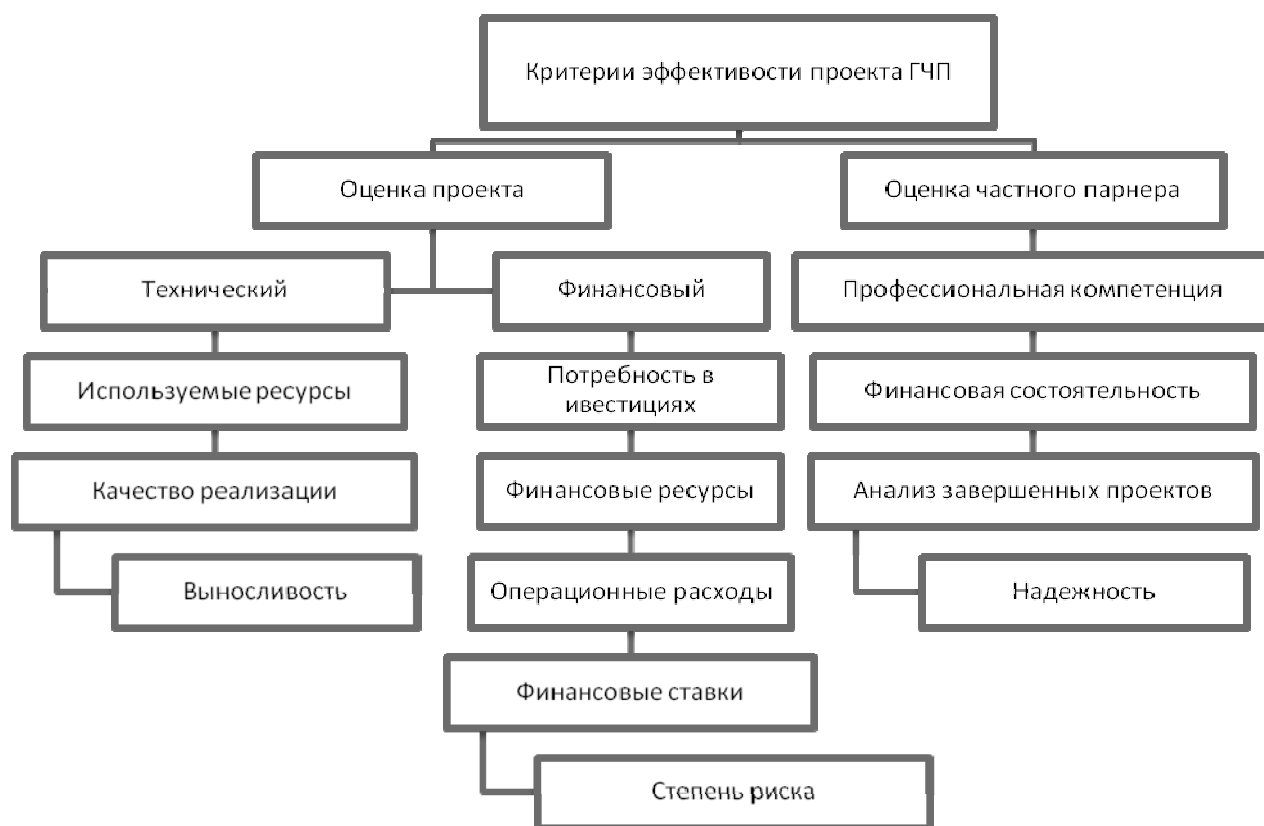 Критерии эффективости проекта ГЧП
Оценка проекта
Оценка частного парнера
Технический
Финансовый
Профессиональная компетенция
Используемые ресурсы
Потребность в
ивестициях
Финансовая состоятельность
Качество реализации
Финансовые ресурсы
Анализ завершенных проектов
Выносливость
Операционные расходы
Надежность
Финансовые ставки
Степень риска